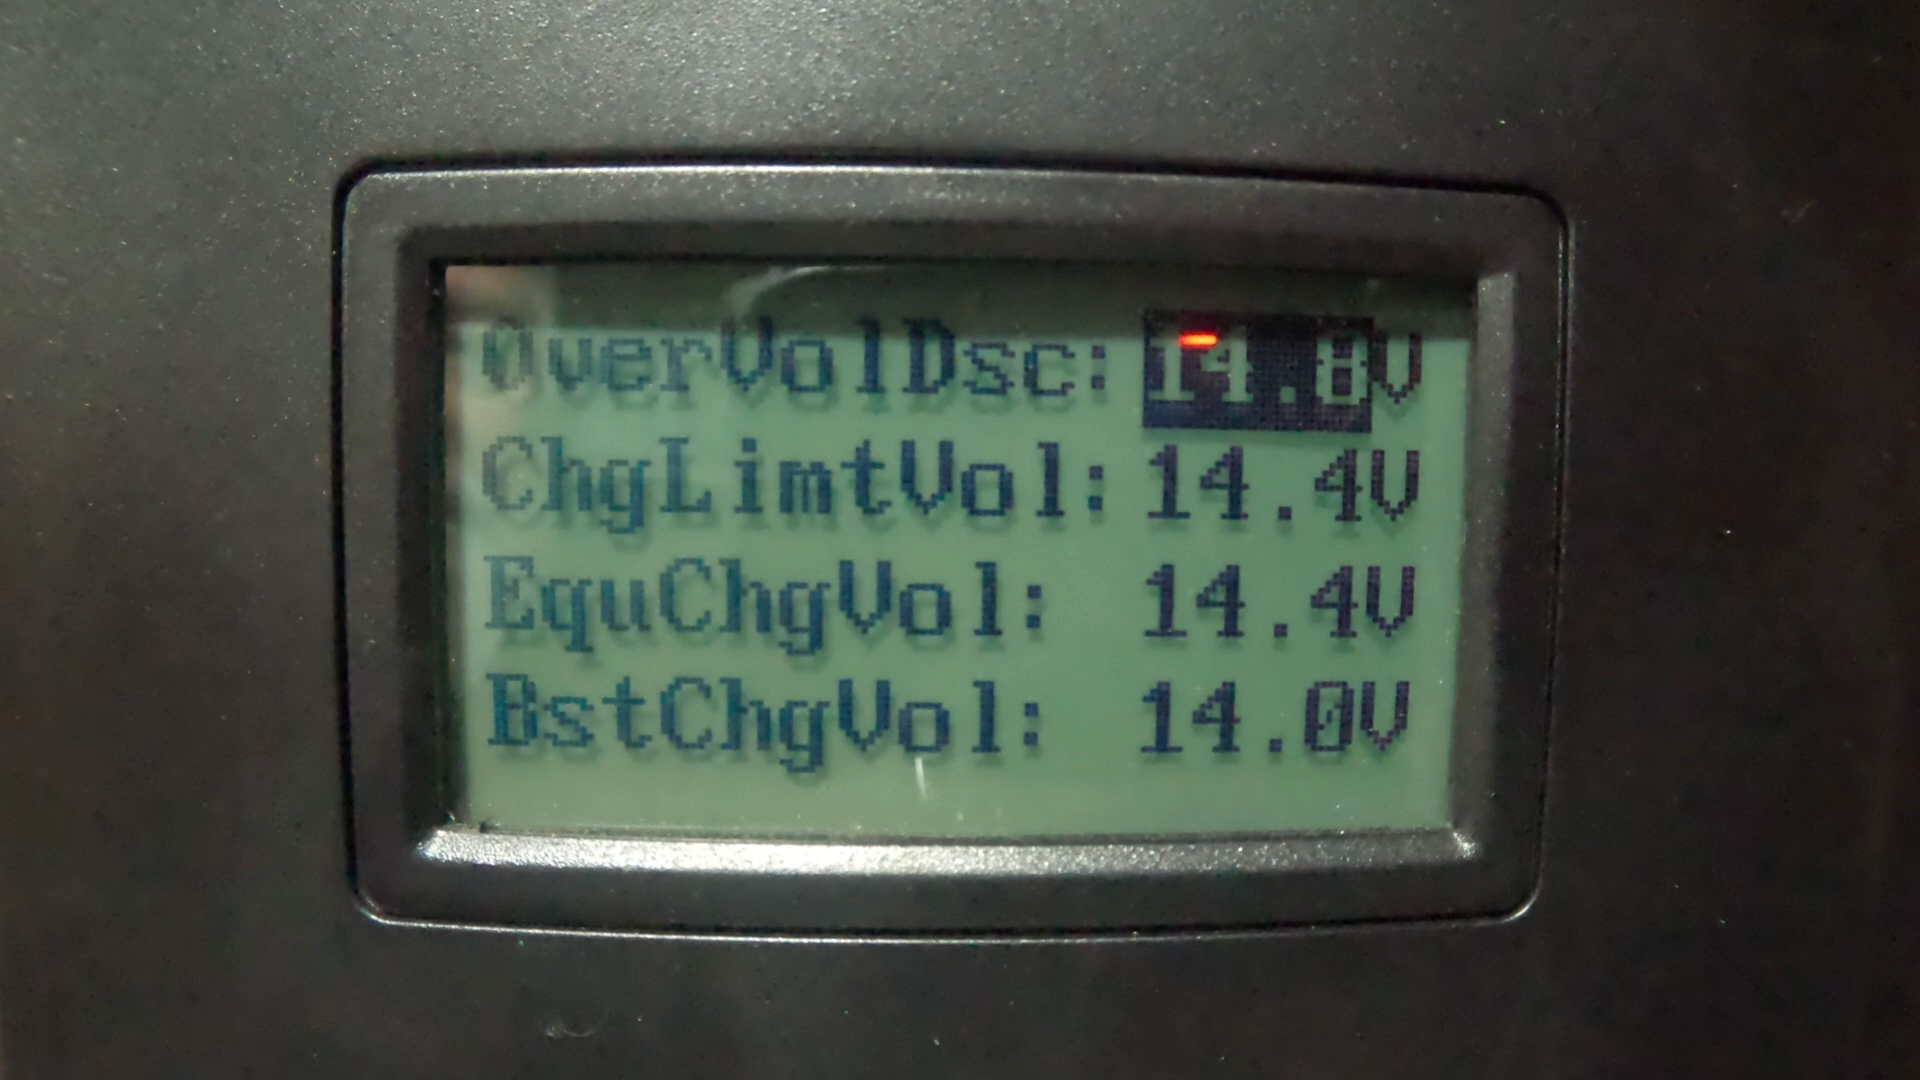 OverVolDsc: 14.8V
ChgLimtVol: 14.4V
EquChgVol: 14.4V
BstChgVol: 14.0V